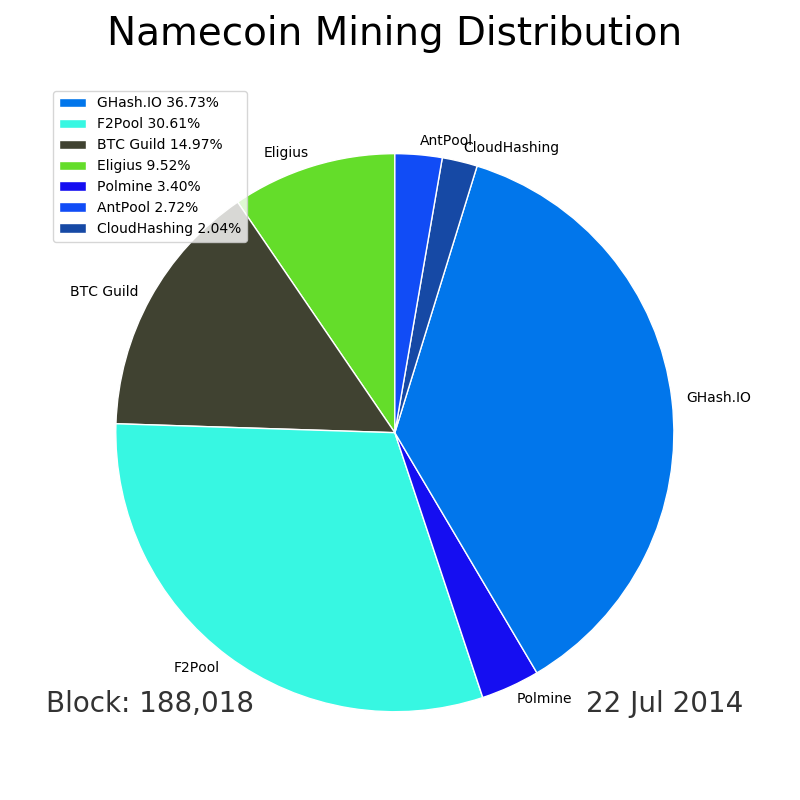 Namecoin Mining Distribution
GHash.IO 36.73%
F2Pool 30.61%
BTC Guild 14.97%
Eligius 9.52%
Polmine 3.40%
AntPool 2.72%
CloudHashing 2.04%
AntPool
CloudHashing
Eligius
BTC Guild
GHash.IO
F2Pool
Polmine
Block: 188,018
22 Jul 2014